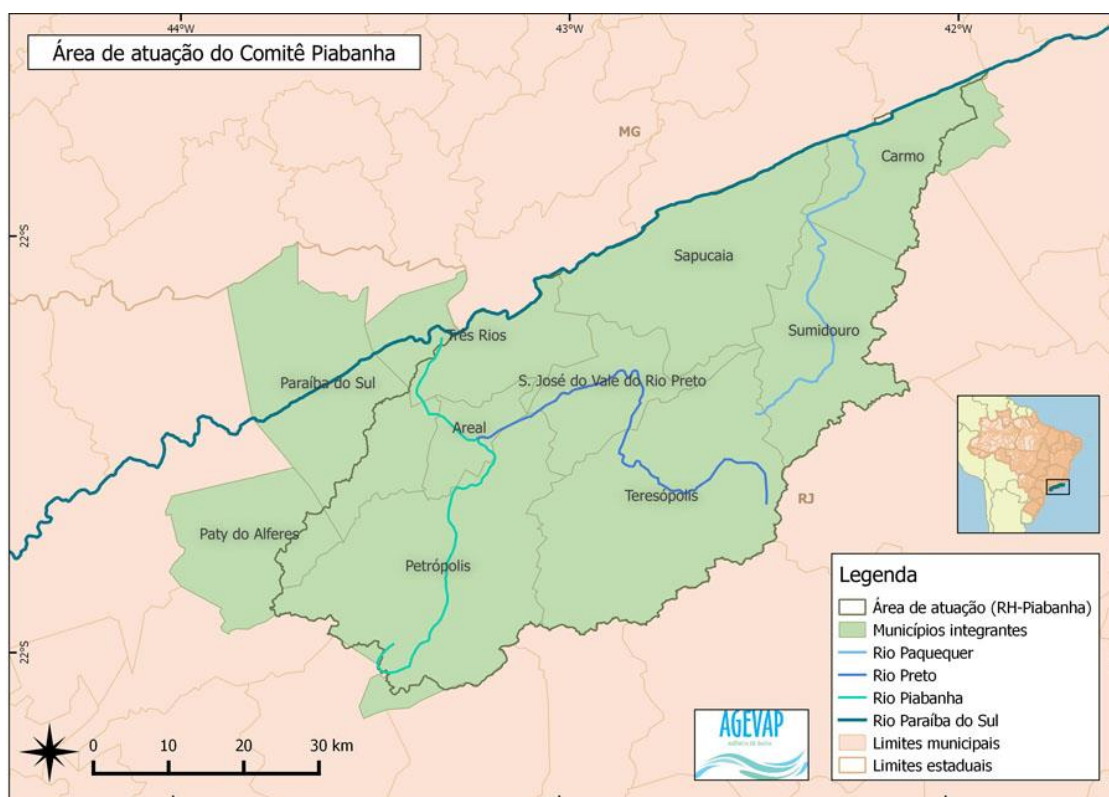 44°W
43°W
42°W
Área de atuação do Comitê Piabanha
MG
Carmo
22°S
Sapucaia
Três Rios
Sumidouro
Paraíba do Sul
S. José do Vale do Rio Preto
Areal
Teresópolis
RJ
Paty do Alferes
Petrópolis
22°S
Legenda
Área de atuação (RH-Piabanha)
Municípios integrantes
Rio Paquequer
Rio Preto
Rio Piabanha
Rio Paraíba do Sul
Limites municipais
Limites estaduais
AGEVAP
0 10 20 30 km
44°W
43°W
42°W